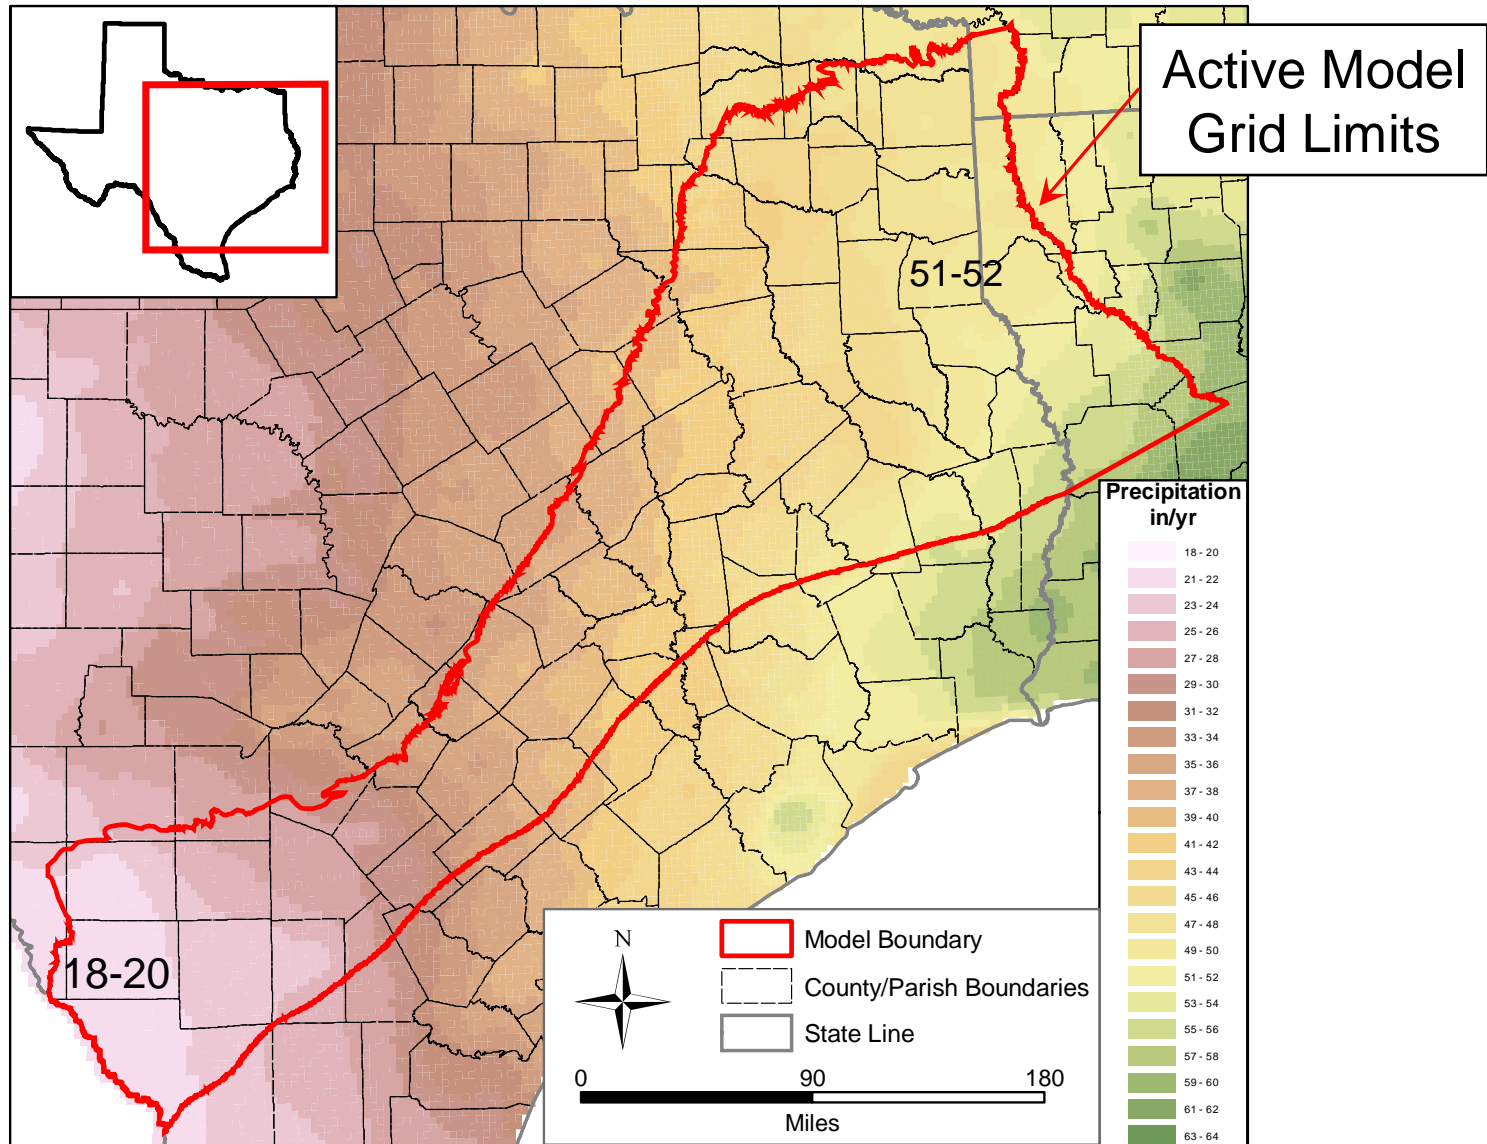 Active Model
Grid Limits
51-52
18-20
Precipitation
in/yr
18 - 20
21 - 22
23 - 24
25 - 26
27 - 28
29 - 30
31 - 32
33 - 34
35 - 36
37 - 38
39 - 40
41 - 42
43 - 44
45 - 46
47 - 48
49 - 50
51 - 52
53 - 54
55 - 56
57 - 58
59 - 60
61 - 62
63 - 64
N
Model Boundary
County/Parish Boundaries
State Line
0 90 180
Miles